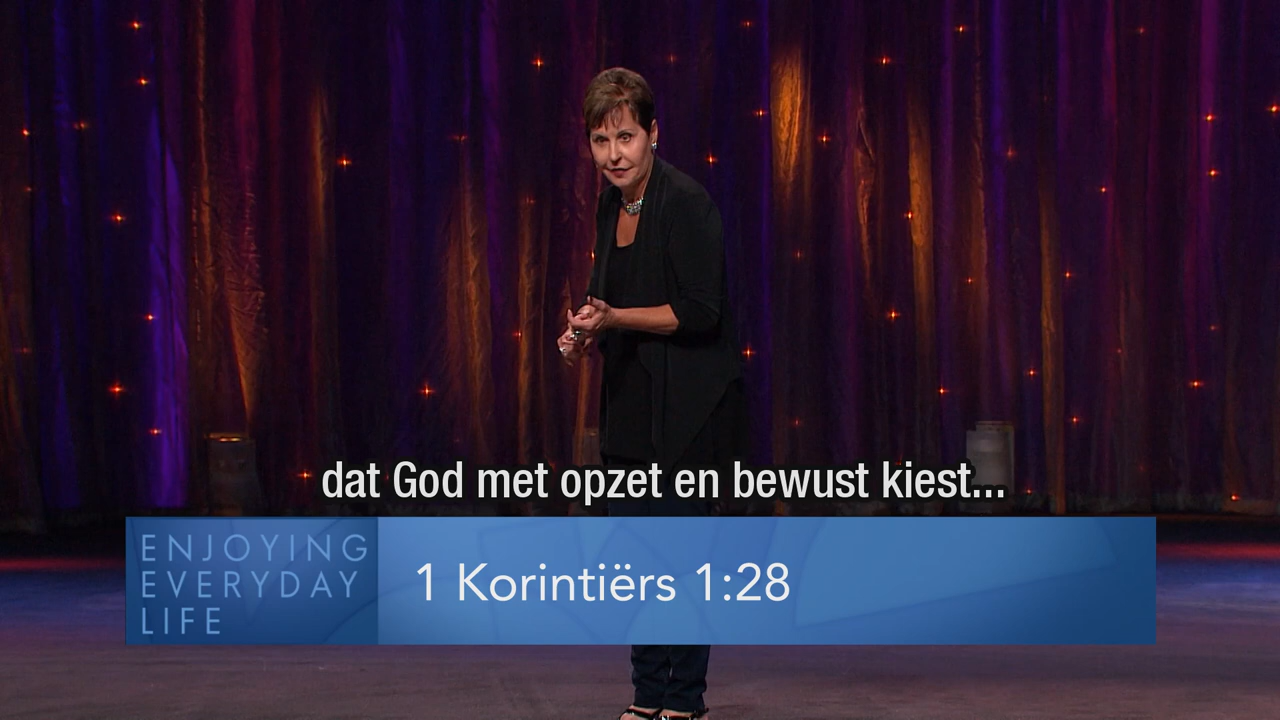 dat God met opzet en bewust kiest...
ENJOYING
EVERYDAY
LIFE
1 Korintiërs 1:28